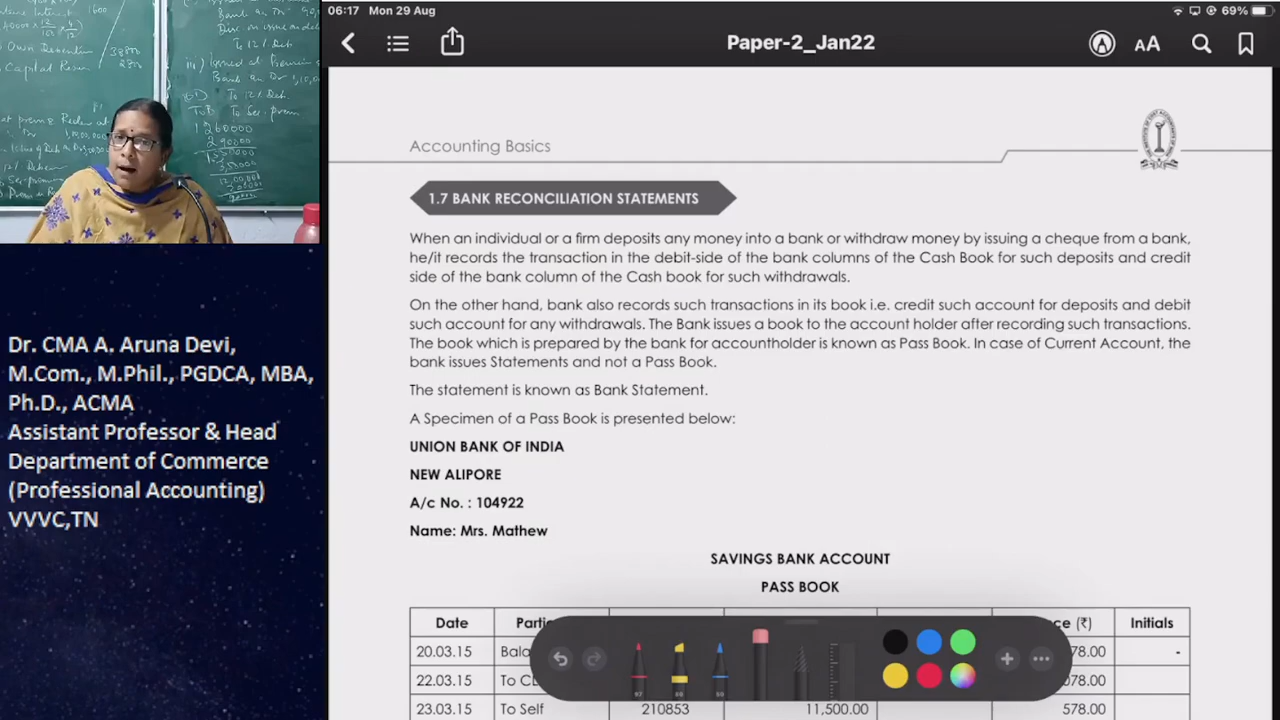 06:17 Mon 29 Aug
69%
Paper-2_Jan22
AA
Accounting Basics
1.7 BANK RECONCILIATION STATEMENTS
When an individual or a firm deposits any money into a bank or withdraw money by issuing a cheque from a bank,
he/it records the transaction in the debit-side of the bank columns of the Cash Book for such deposits and credit
side of the bank column of the Cash book for such withdrawals.
On the other hand, bank also records such transactions in its book i.e. credit such account for deposits and debit
such account for any withdrawals. The Bank issues a book to the account holder after recording such transactions.
The book which is prepared by the bank for accountholder is known as Pass Book. In case of Current Account, the
bank issues Statements and not a Pass Book.
The statement is known as Bank Statement.
A Specimen of a Pass Book is presented below:
UNION BANK OF INDIA
NEW ALIPORE
A/c No. : 104922
Name: Mrs. Mathew
SAVINGS BANK ACCOUNT
PASS BOOK
Date (₹) Initials
20.03.15 78.00 -
22.03.15 To 078.00
23.03.15 To Self 210853 11,500.00 578.00
Dr. CMA A. Aruna Devi,
M.Com., M.Phil., PGDCA, MBA,
Ph.D., ACMA
Assistant Professor & Head
Department of Commerce
(Professional Accounting)
VVVC,TN